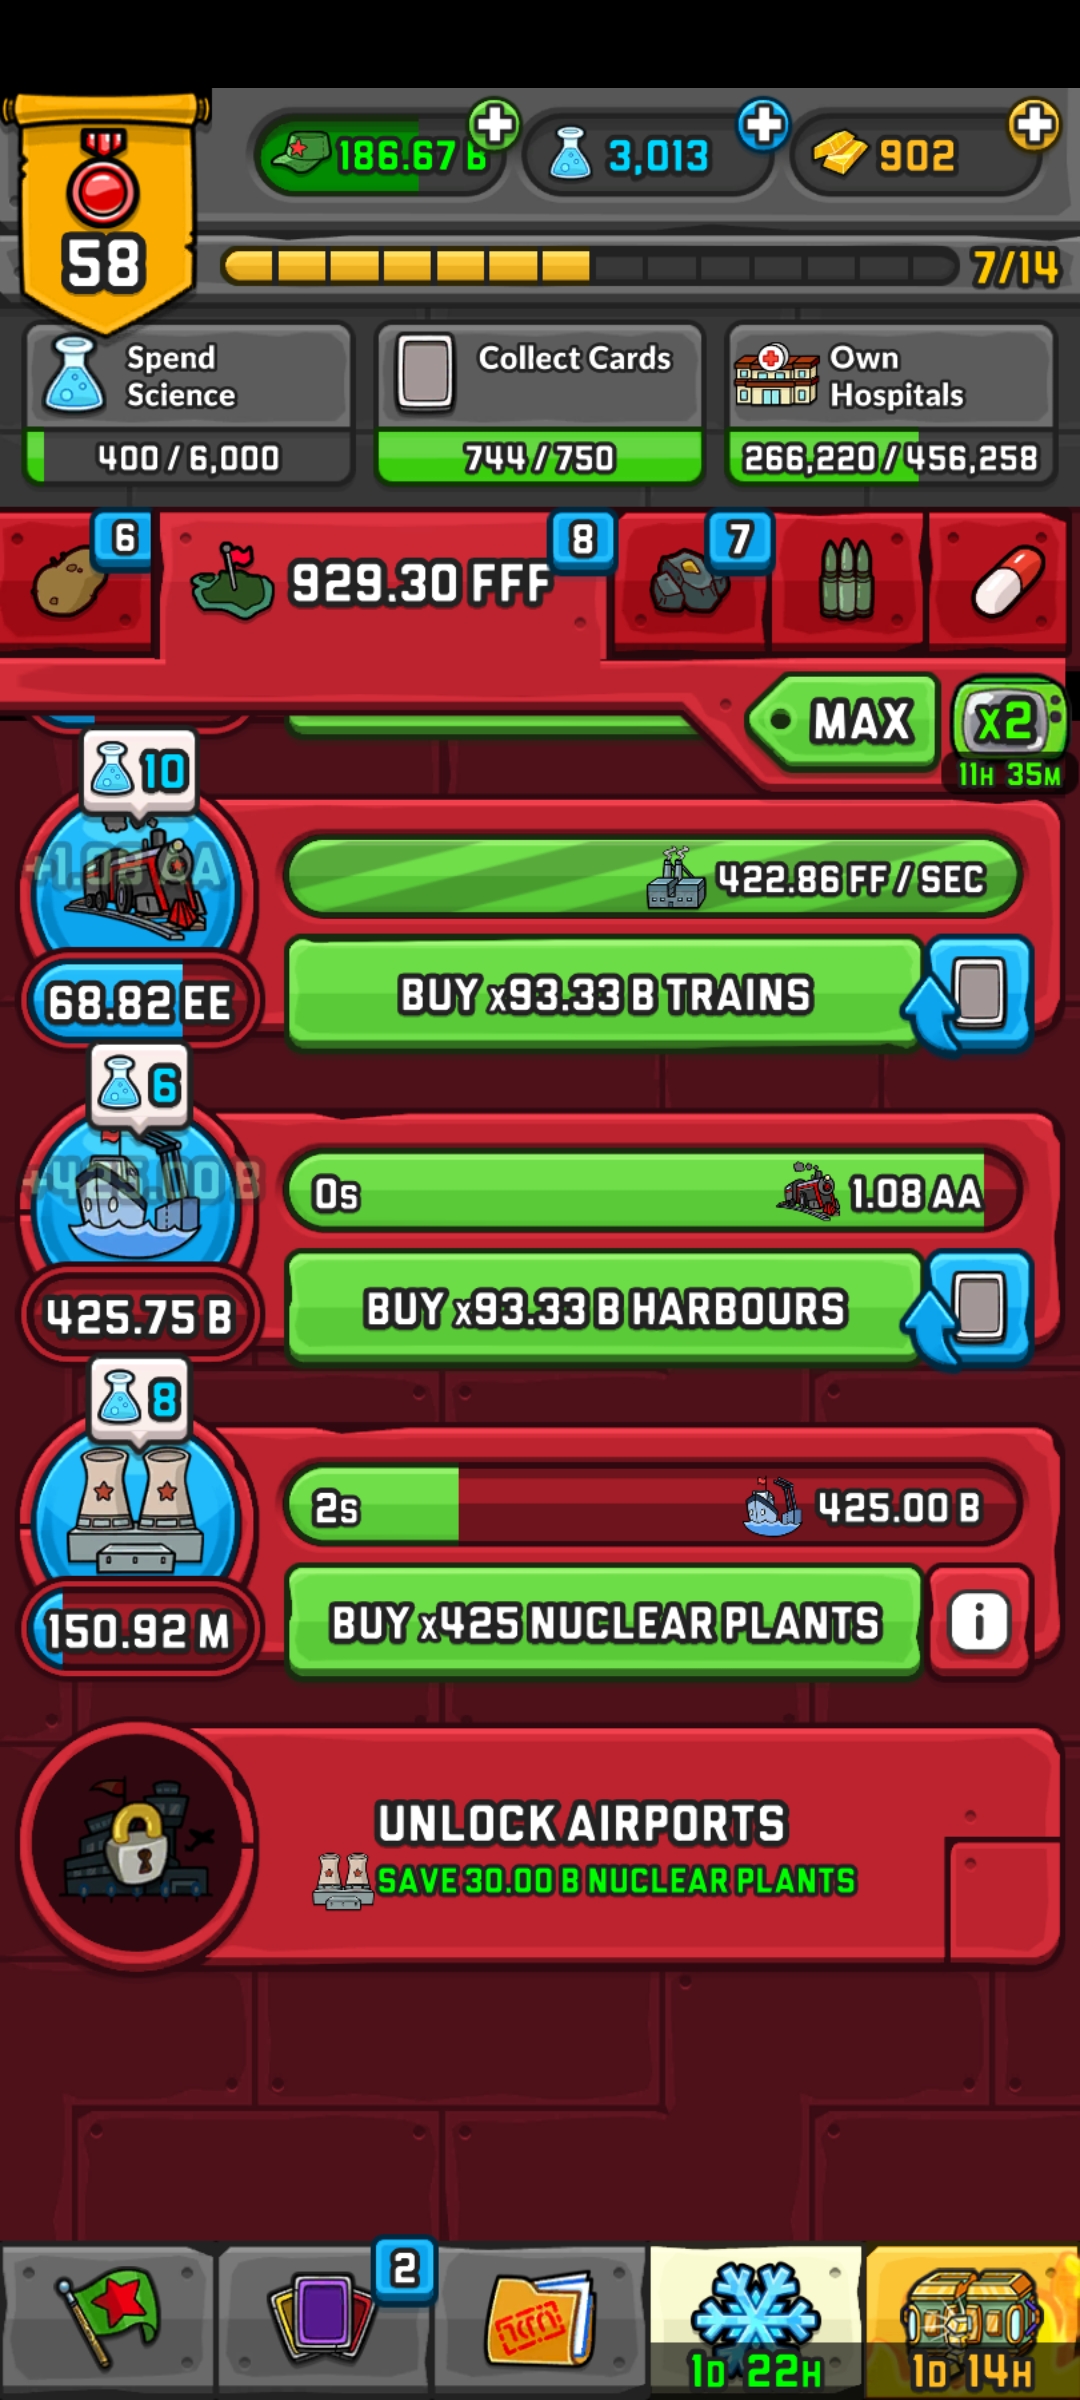 186.67 B
3,013
902
58
7/14
Spend
Science
400 / 6,000
Collect Cards
744 / 750
Own
Hospitals
266,220 / 456,258
6
929.30 FFF
8
7
MAX
x2
11H 35M
10
422.86 FF / SEC
68.82 EE
BUY x93.33 B TRAINS
6
+425.00 B
0s
1.08 AA
425.75 B
BUY x93.33 B HARBOURS
8
2s
425.00 B
150.92 M
BUY x425 NUCLEAR PLANTS
i
UNLOCK AIRPORTS
SAVE 30.00 B NUCLEAR PLANTS
2
1D 22H
1D 14H